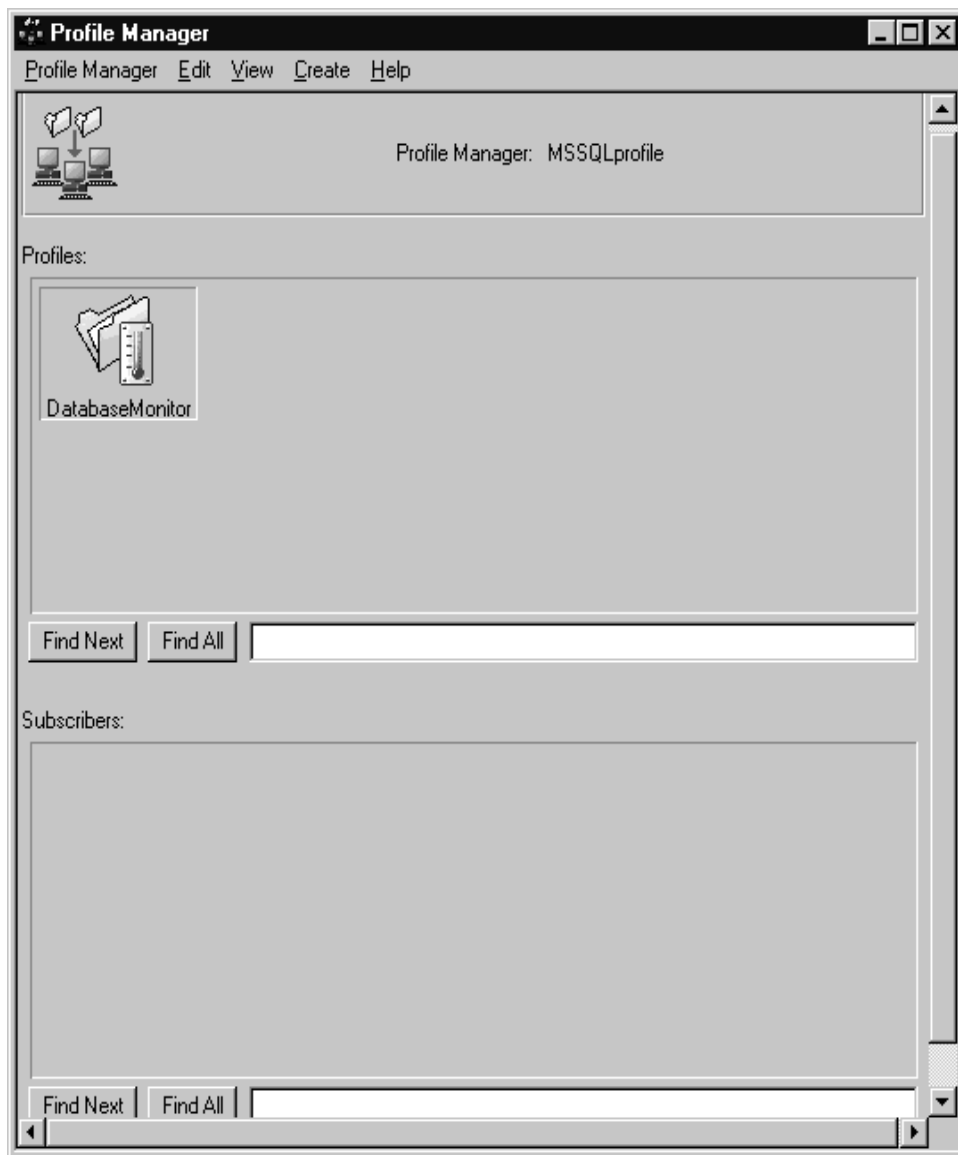 Profile Manager
Profile Manager Edit View Create Help
Profile Manager: MSSQLprofile
Profiles:
DatabaseMonitor
Find Next Find All
Subscribers:
Find Next Find All